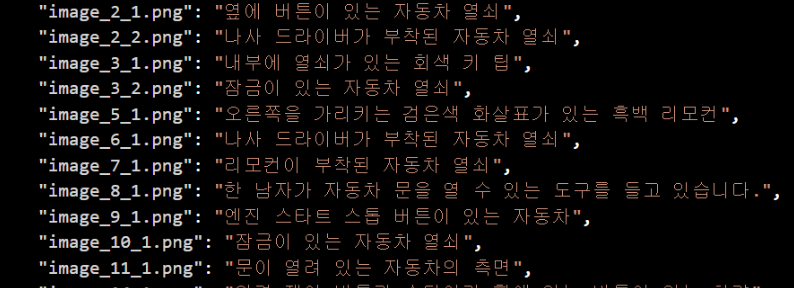 "image_2_1.png": "옆에 버튼이 있는 자동차 열쇠",
"image_2_2.png": "나사 드라이버가 부착된 자동차 열쇠",
"image_3_1.png": "내부에 열쇠가 있는 회색 키 팁",
"image_3_2.png": "잠금이 있는 자동차 열쇠",
"image_5_1.png": "오른쪽을 가리키는 검은색 화살표가 있는 흑백 리모컨",
"image_6_1.png": "나사 드라이버가 부착된 자동차 열쇠",
"image_7_1.png": "리모컨이 부착된 자동차 열쇠",
"image_8_1.png": "한 남자가 자동차 문을 열 수 있는 도구를 들고 있습니다.",
"image_9_1.png": "엔진 스타트 스톱 버튼이 있는 자동차",
"image_10_1.png": "잠금이 있는 자동차 열쇠",
"image_11_1.png": "문이 열려 있는 자동차의 측면",